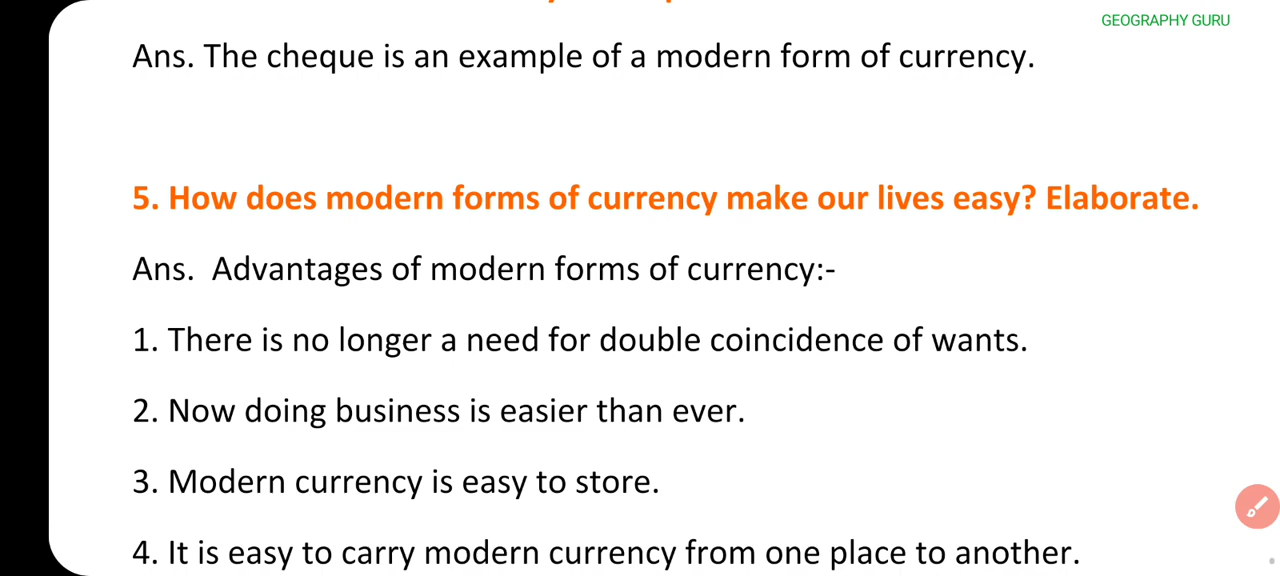 GEOGRAPHY GURU
Ans. The cheque is an example of a modern form of currency.
5. How does modern forms of currency make our lives easy? Elaborate.
Ans. Advantages of modern forms of currency:-
1. There is no longer a need for double coincidence of wants.
2. Now doing business is easier than ever.
3. Modern currency is easy to store.
4. It is easy to carry modern currency from one place to another.